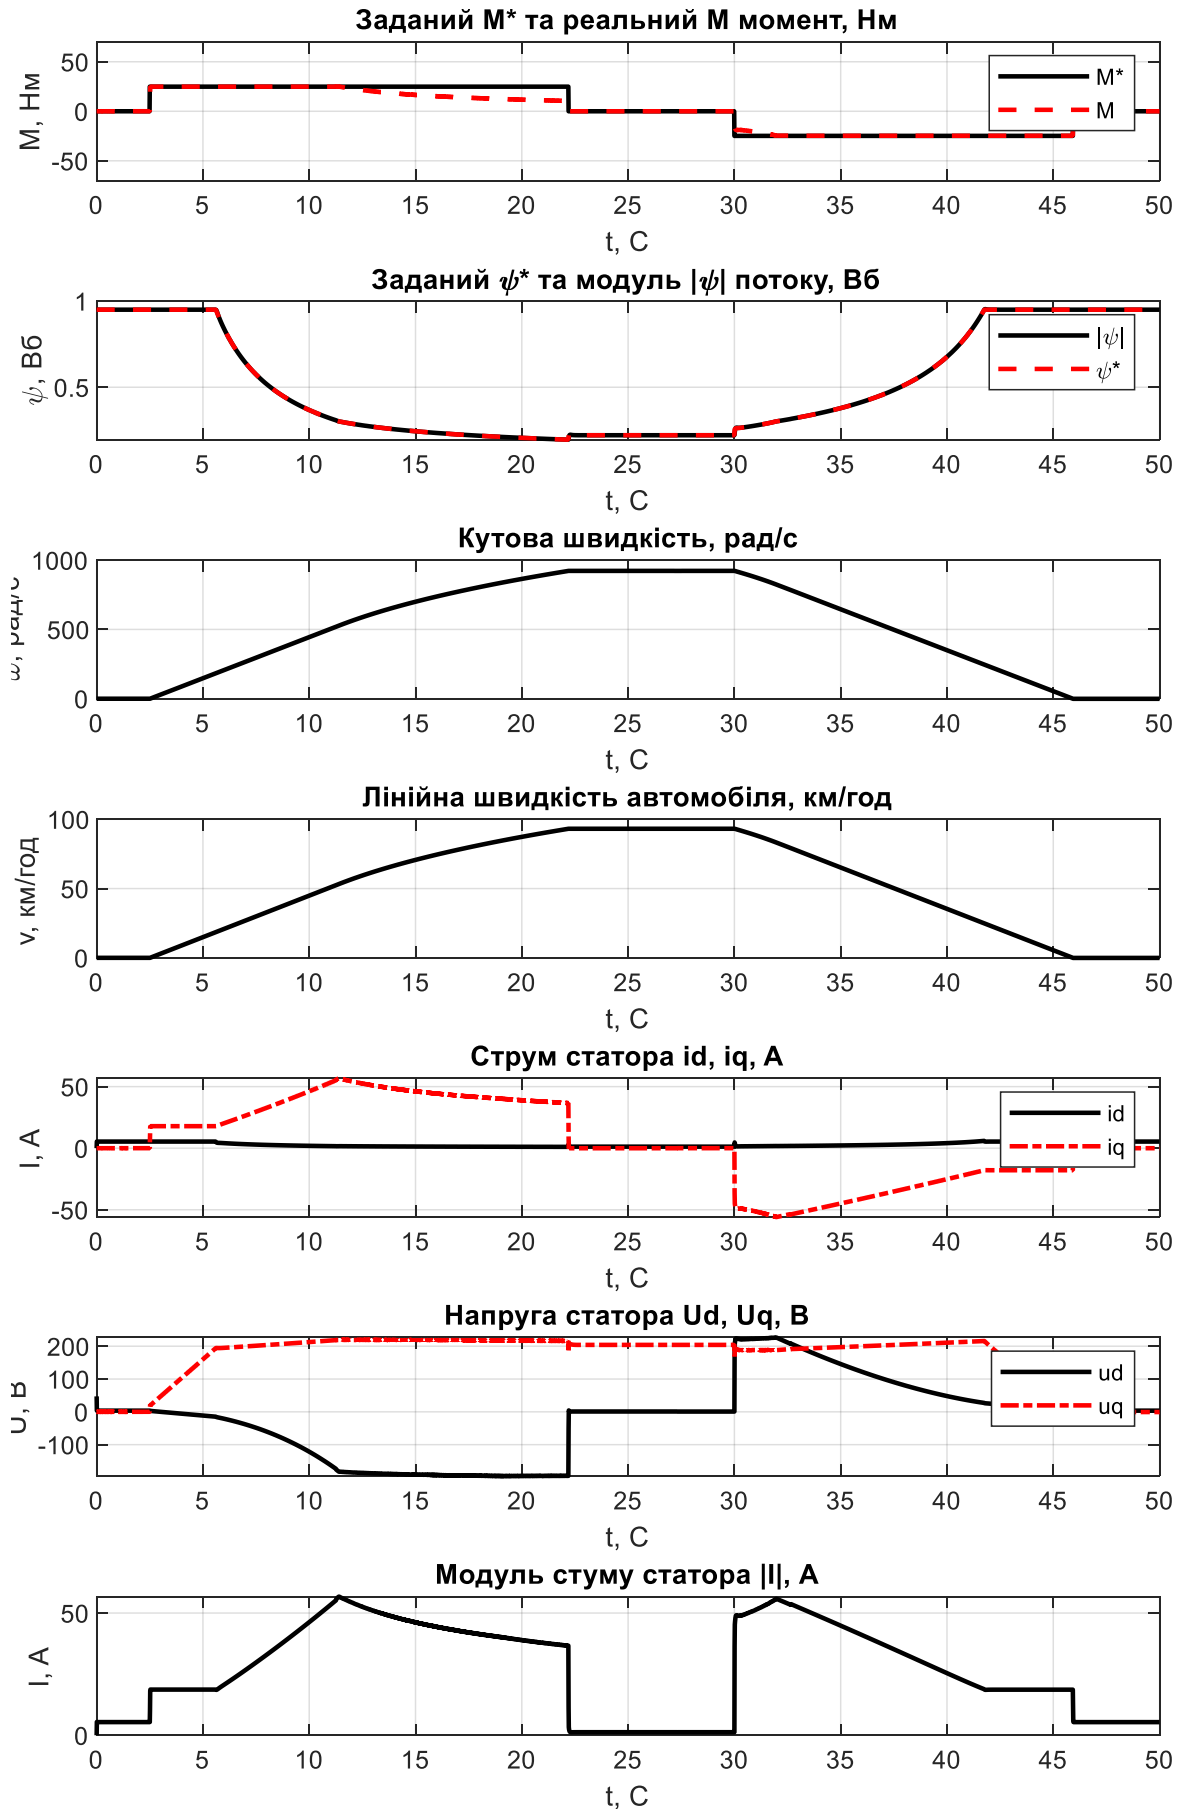 Заданий M* та реальний M момент, Нм
M, Нм
50
0
-50
M*
M
0 5 10 15 20 25 30 35 40 45 50
t, C
Заданий ψ* та модуль |ψ| потоку, Вб
ψ, Вб
1
0.5
|ψ|
ψ*
0 5 10 15 20 25 30 35 40 45 50
t, C
Кутова швидкість, рад/с
ω, рад/с
1000
500
0
0 5 10 15 20 25 30 35 40 45 50
t, C
Лінійна швидкість автомобіля, км/год
v, км/год
100
50
0
0 5 10 15 20 25 30 35 40 45 50
t, C
Струм статора id, iq, А
I, А
50
0
-50
id
iq
0 5 10 15 20 25 30 35 40 45 50
t, C
Напруга статора Ud, Uq, В
U, В
200
100
0
-100
ud
uq
0 5 10 15 20 25 30 35 40 45 50
t, C
Модуль стуму статора |I|, А
I, А
50
0
0 5 10 15 20 25 30 35 40 45 50
t, C